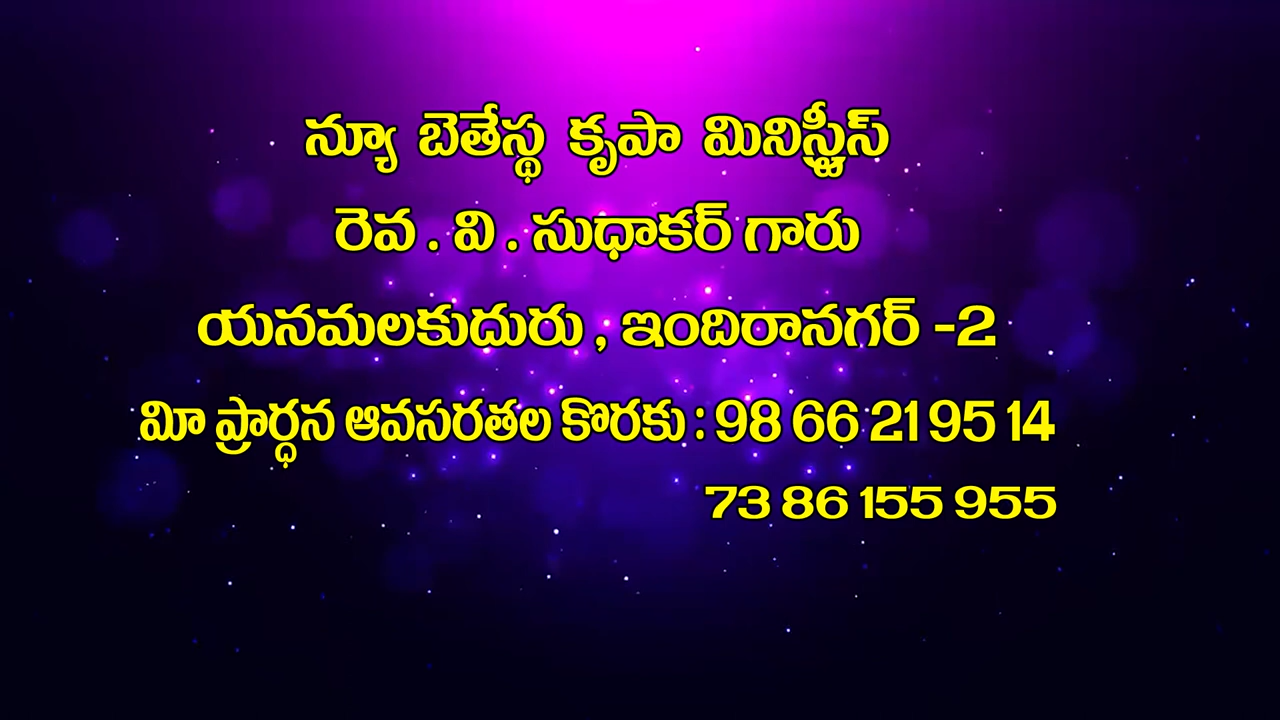 న్యూ బెతేస్థ కృపా మినిస్ట్రీస్
రెవ . వి . సుధాకర్ గారు
యనమలకుదురు , ఇందిరానగర్ -2
మీ ప్రార్ధన ఆవసరతల కొరకు : 98 66 21 95 14
73 86 155 955